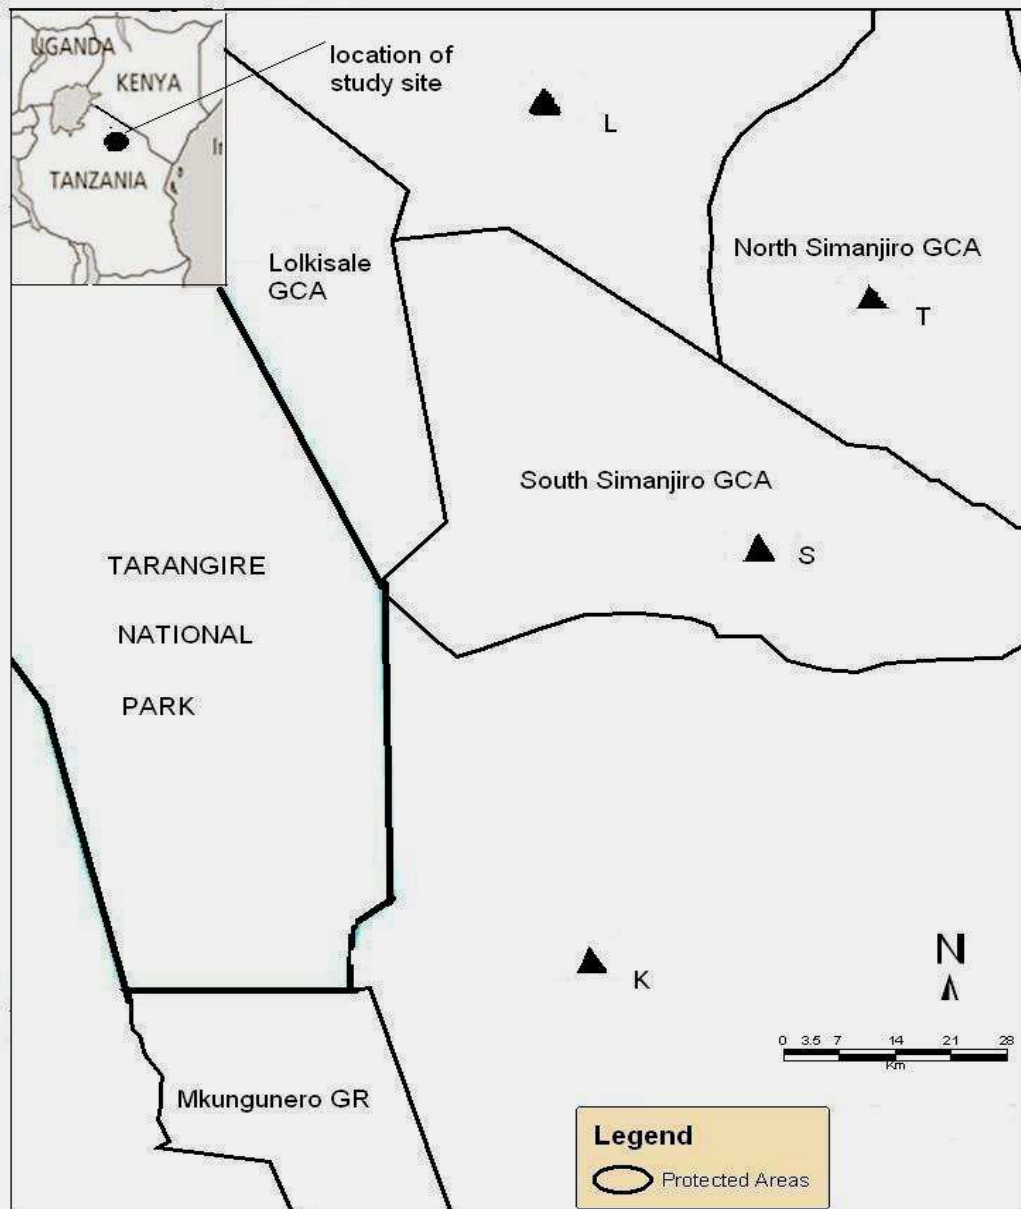 UGANDA
KENYA
TANZANIA
location of
study site
L
Lolkisale
GCA
North Simanjiro GCA
T
South Simanjiro GCA
S
TARANGIRE
NATIONAL
PARK
K
N
0 3.5 7 14 21 28
Km
Mkungunero GR
Legend
Protected Areas